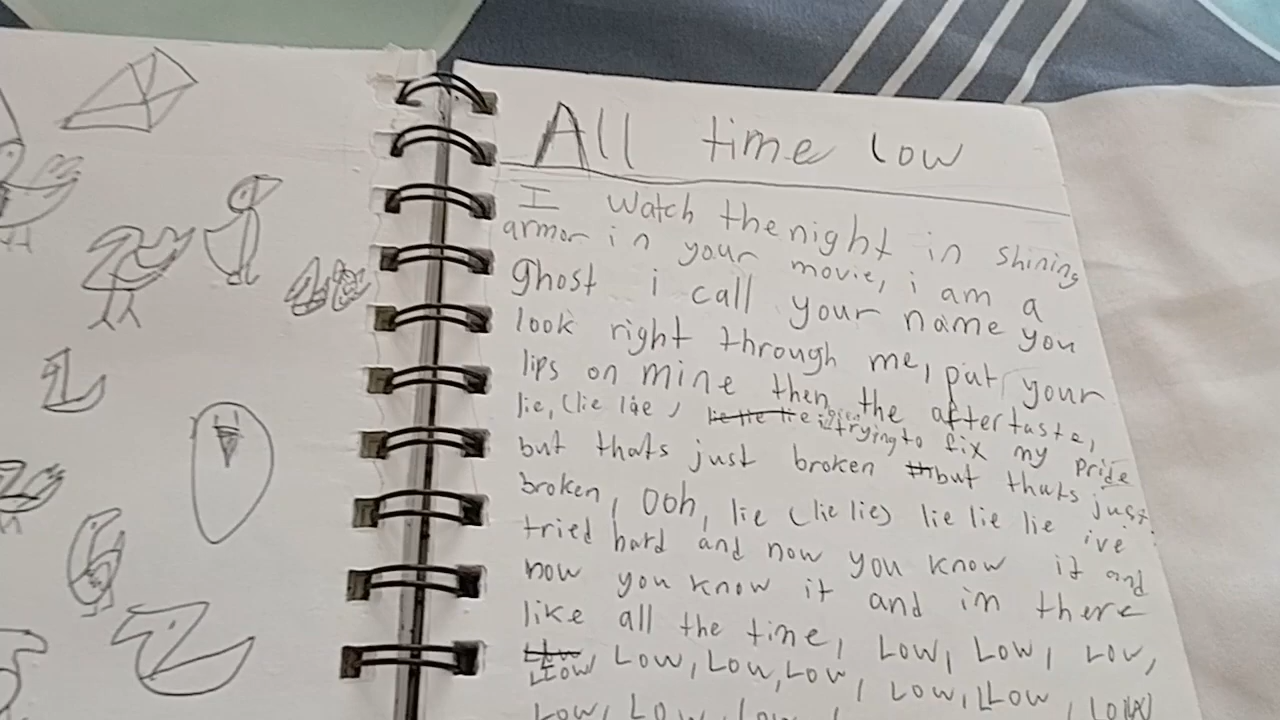 All time low
I watch the night in shining
armor in your movie, i am a
Ghost i call your name you
look right through me, put your
lips on mine then the aftertaste,
lie, (lie lie) lie lie lie i trying to fix my pride
but thats just broken but thats just
broken, Ooh, lie (lie lie) lie lie lie i've
tried hard and now you know it and
now you know it and im there
like all the time, Low, Low, Low,
Low, Low, Low, Low, Low, Low, Low
Low, Low, Low,